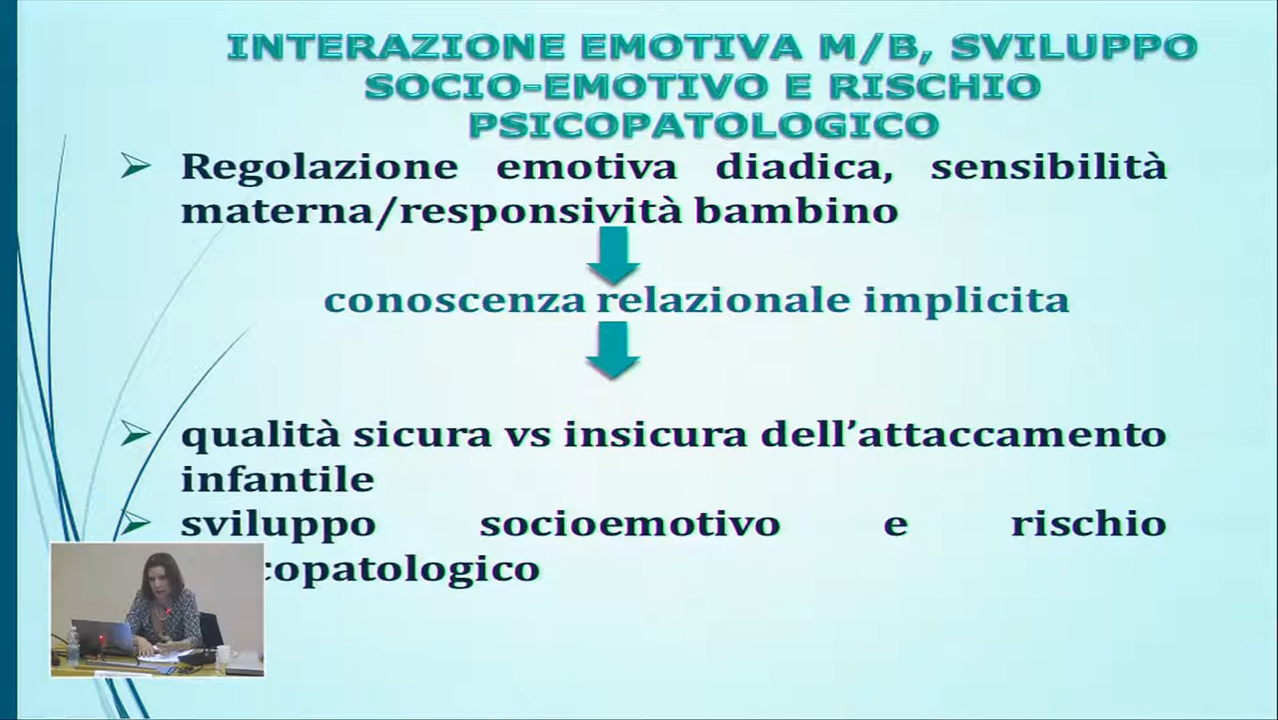 INTERAZIONE EMOTIVA M/B, SVILUPPO
SOCIO-EMOTIVO E RISCHIO
PSICOPATOLOGICO
Regolazione emotiva diadica, sensibilità
materna/responsività bambino
conoscenza relazionale implicita
qualità sicura vs insicura dell'attaccamento
infantile
sviluppo socioemotivo e rischio
copatologico